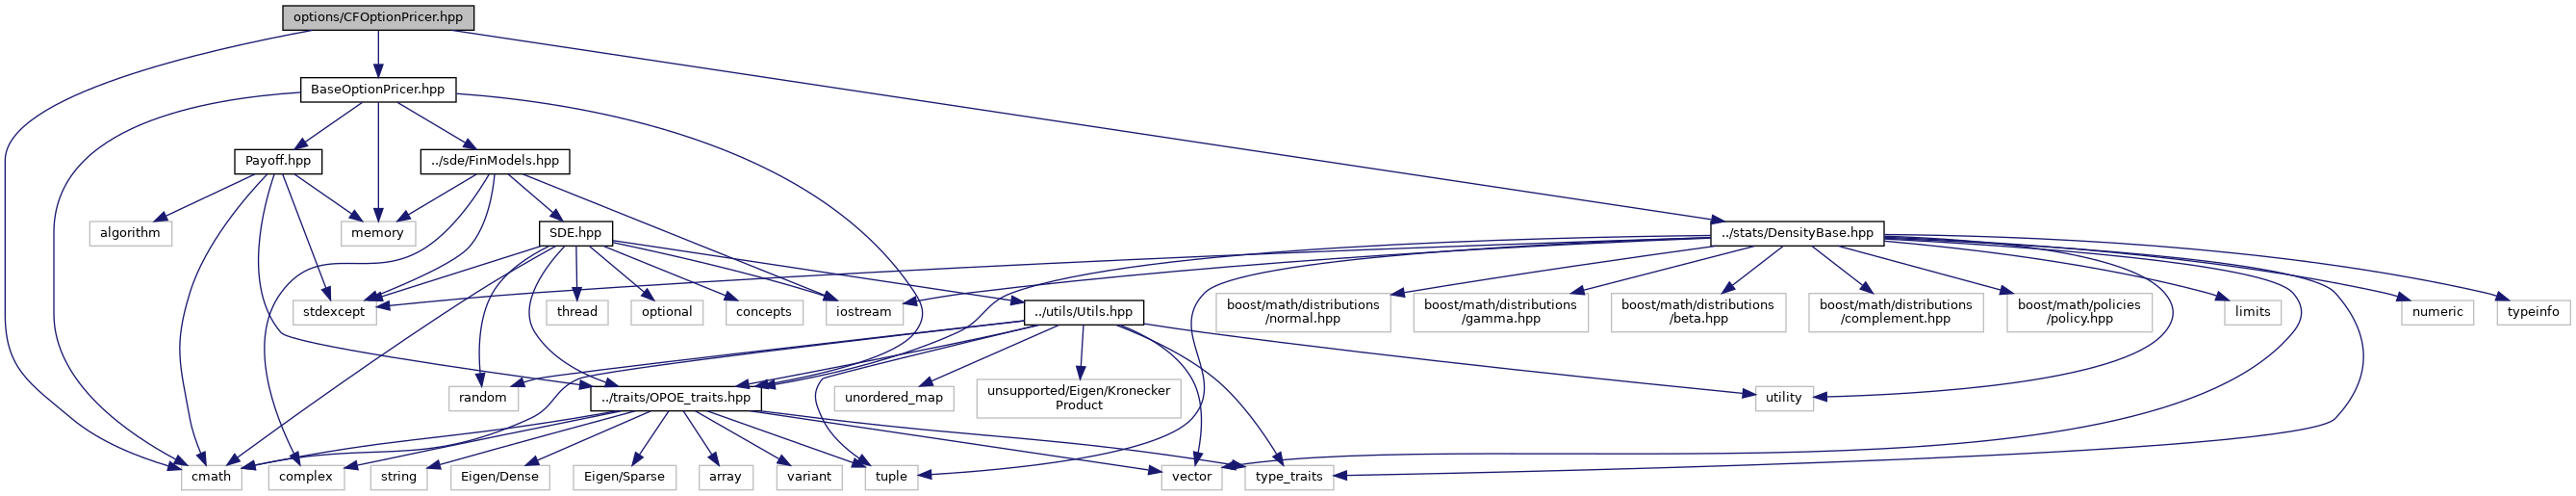 options/CFOptionPricer.hpp
BaseOptionPricer.hpp
Payoff.hpp
../sde/FinModels.hpp
algorithm
memory
SDE.hpp
../stats/DensityBase.hpp
stdexcept
thread
optional
concepts
iostream
../utils/Utils.hpp
boost/math/distributions
/normal.hpp
boost/math/distributions
/gamma.hpp
boost/math/distributions
/beta.hpp
boost/math/distributions
/complement.hpp
boost/math/policies
/policy.hpp
limits
numeric
typeinfo
random
../traits/OPOE_traits.hpp
unordered_map
unsupported/Eigen/Kronecker
Product
utility
cmath
complex
string
Eigen/Dense
Eigen/Sparse
array
variant
tuple
vector
type_traits